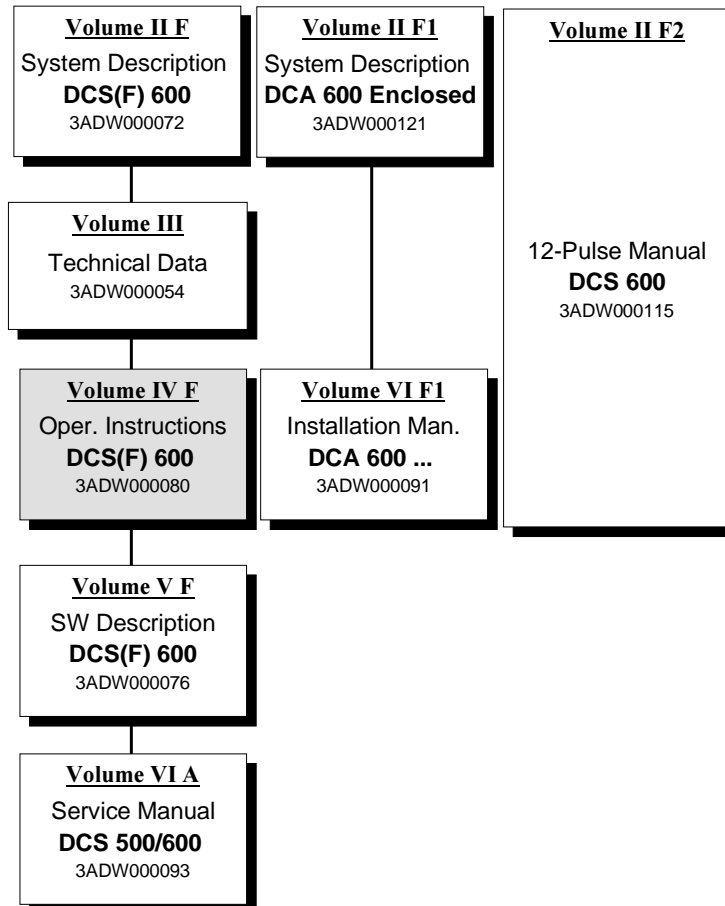 Volume II F
System Description
DCS(F) 600
3ADW000072
Volume II F1
System Description
DCA 600 Enclosed
3ADW000121
Volume II F2
12-Pulse Manual
DCS 600
3ADW000115
Volume III
Technical Data
3ADW000054
Volume IV F
Oper. Instructions
DCS(F) 600
3ADW000080
Volume VI F1
Installation Man.
DCA 600 ...
3ADW000091
Volume V F
SW Description
DCS(F) 600
3ADW000076
Volume VI A
Service Manual
DCS 500/600
3ADW000093